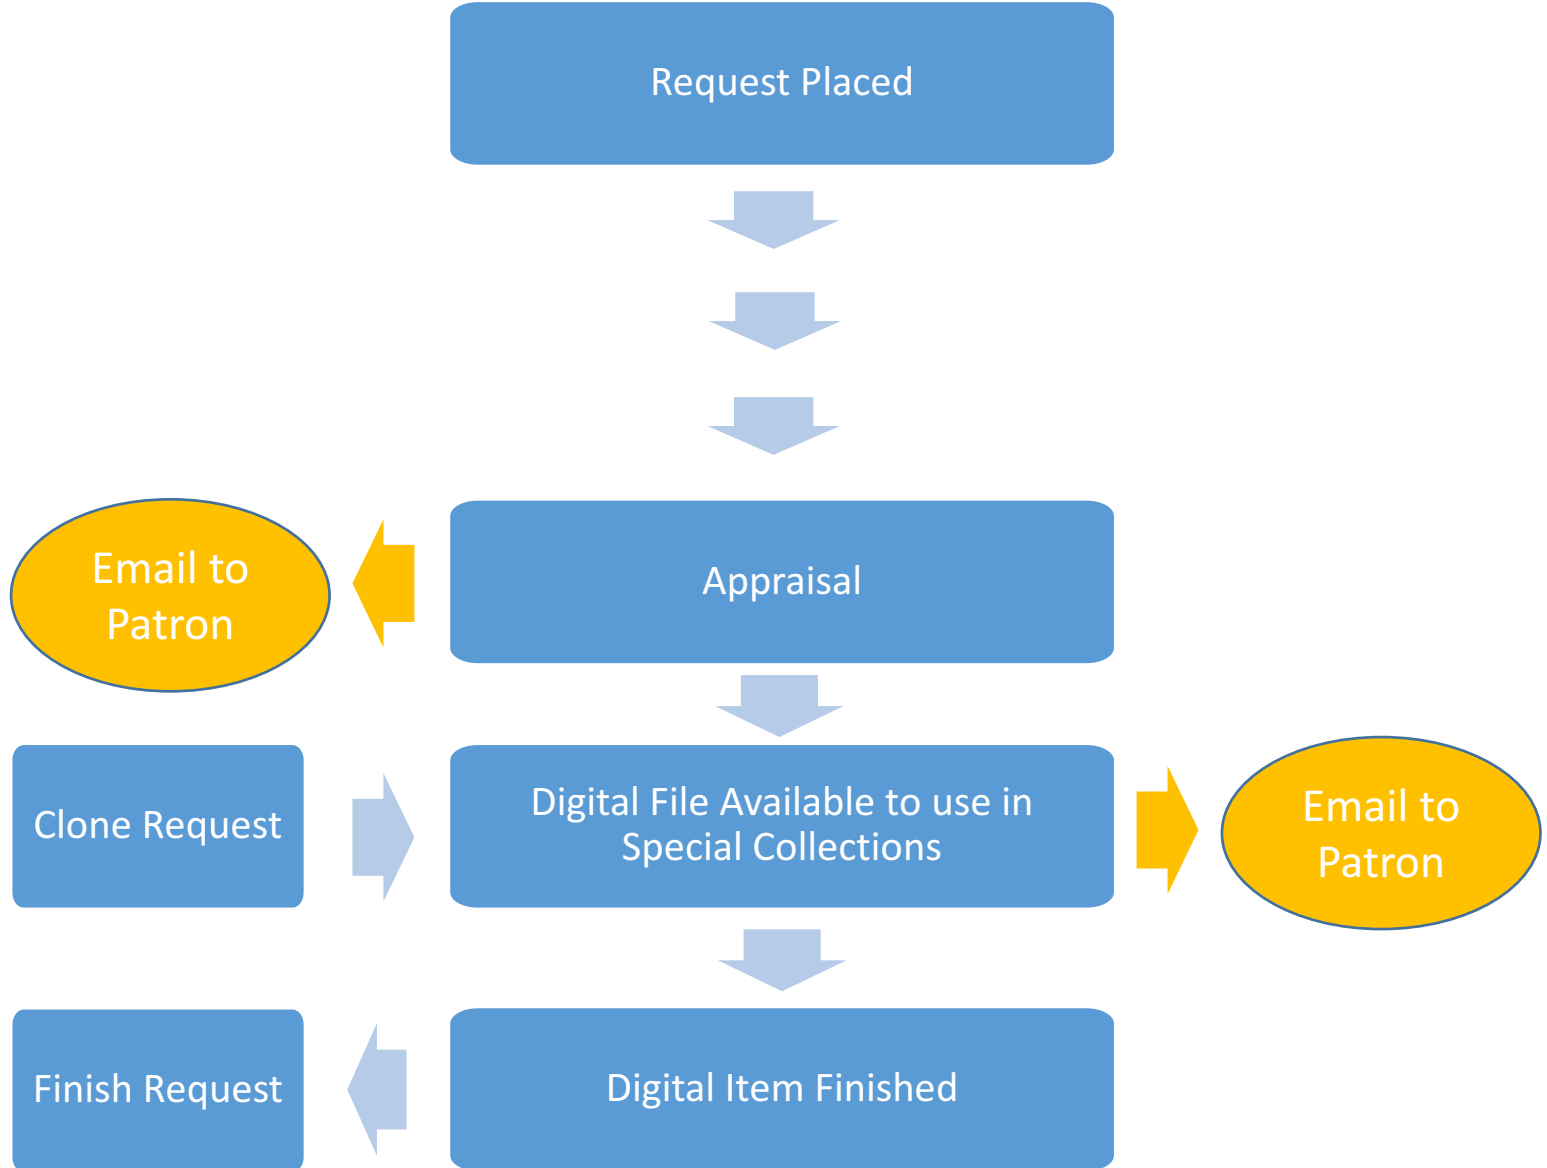 Request Placed
Email to
Patron
Appraisal
Clone Request
Digital File Available to use in
Special Collections
Email to
Patron
Finish Request
Digital Item Finished